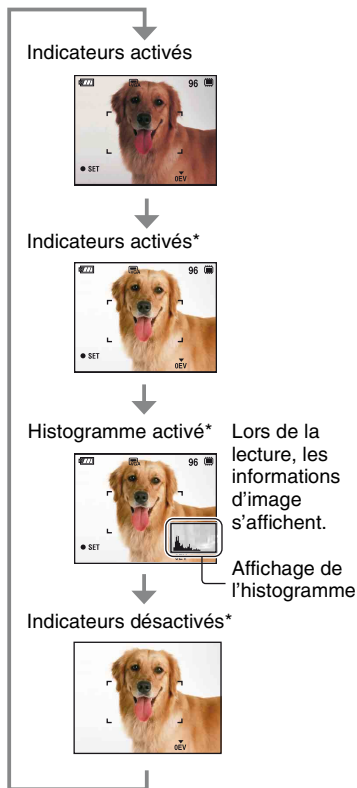 Indicateurs activés
96
● SET
0EV
Indicateurs activés*
96
● SET
0EV
Histogramme activé*
Lors de la
lecture, les
informations
d'image
s'affichent.
96
● SET
Affichage de
l'histogramme
Indicateurs désactivés*
0EV